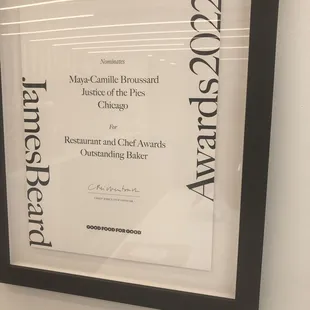 James Beard
Awards 2022
Nominates
Maya-Camille Broussard
Justice of the Pies
Chicago
For
Restaurant and Chef Awards
Outstanding Baker